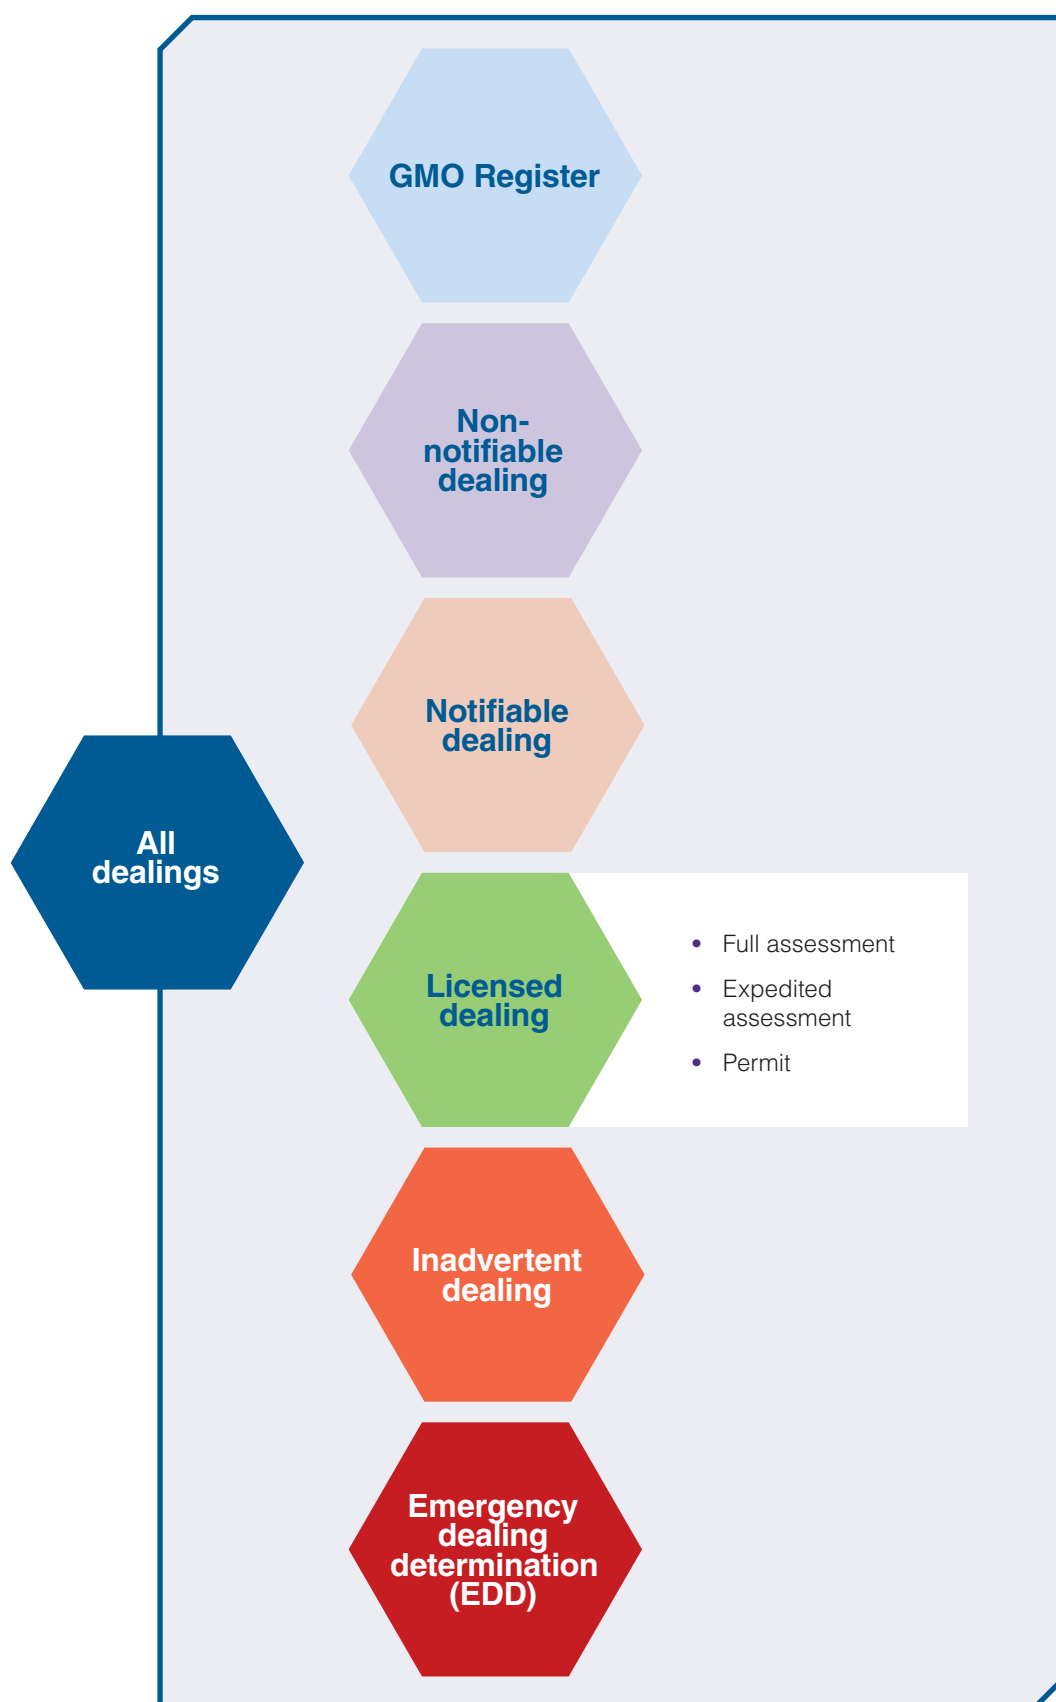 GMO Register
Non-
notifiable
dealing
Notifiable
dealing
All
dealings
Licensed
dealing
• Full assessment
• Expedited
assessment
• Permit
Inadvertent
dealing
Emergency
dealing
determination
(EDD)